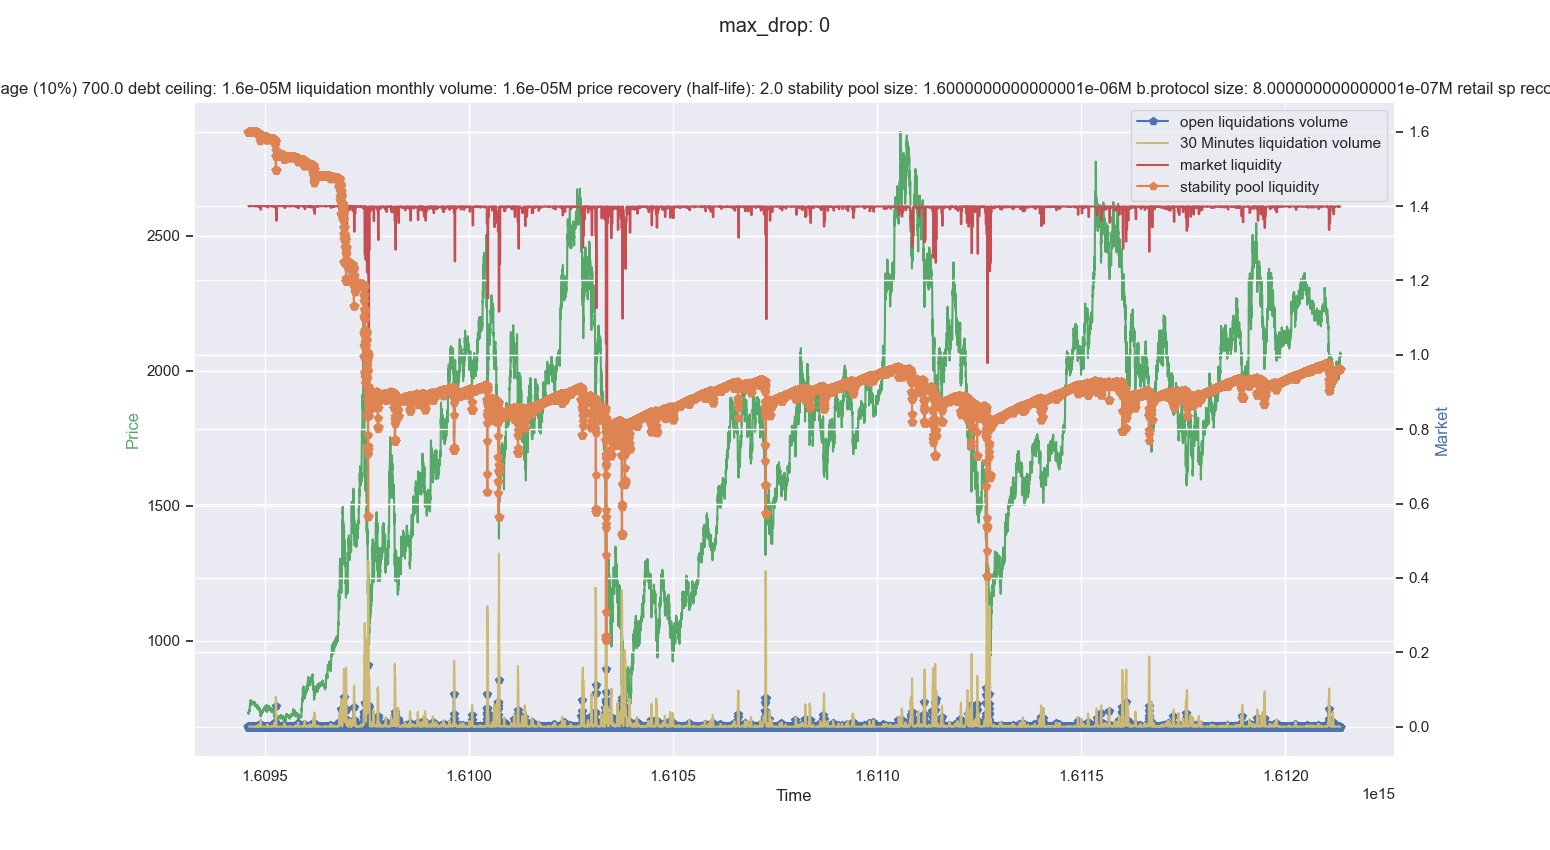 max_drop: 0
age (10%) 700.0 debt ceiling: 1.6e-05M liquidation monthly volume: 1.6e-05M price recovery (half-life): 2.0 stability pool size: 1.6000000000000001e-06M b.protocol size: 8.000000000000001e-07M retail sp reco
open liquidations volume
30 Minutes liquidation volume
market liquidity
stability pool liquidity
2500
2000
1500
1000
Price
1.6
1.4
1.2
1.0
0.8
0.6
0.4
0.2
0.0
Market
1.6095
1.6100
1.6105
1.6110
1.6115
1.6120
Time
1e15